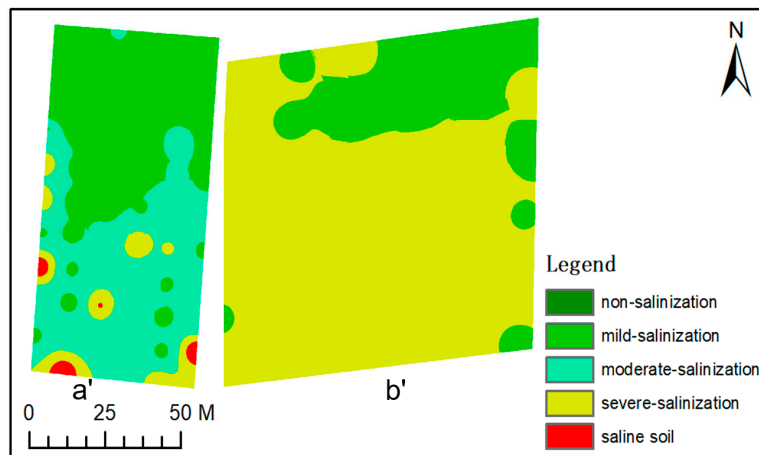 N
Legend
non-salinization
mild-salinization
moderate-salinization
severe-salinization
saline soil
a' b'
0 25 50 M